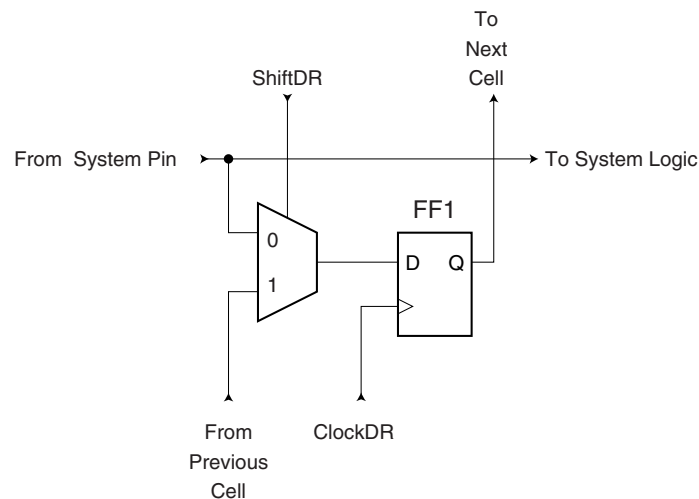 To
Next
Cell
ShiftDR
From System Pin
To System Logic
FF1
0
D Q
1
From
Previous
Cell
ClockDR